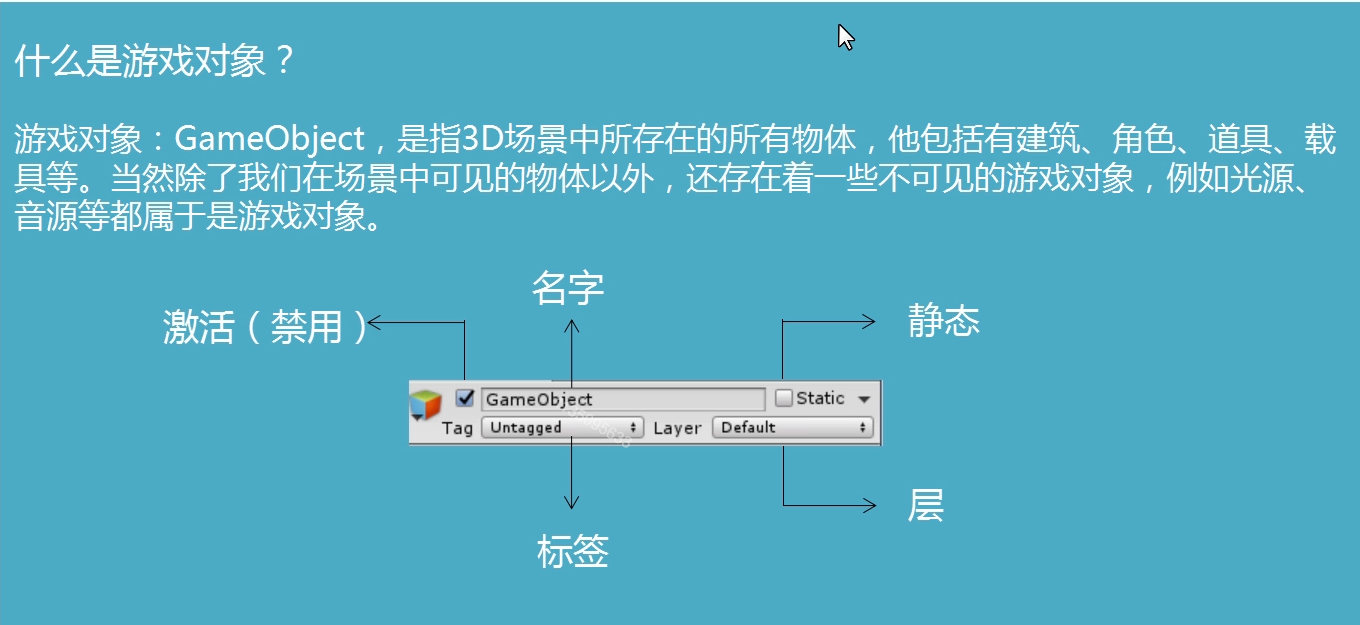 什么是游戏对象？
游戏对象：GameObject，是指3D场景中所存在的所有物体，他包括有建筑、角色、道具、载
具等。当然除了我们在场景中可见的物体以外，还存在着一些不可见的游戏对象，例如光源、
音源等都属于是游戏对象。
名字
激活（禁用）
静态
GameObject
Static
Tag
Untagged
Layer
Default
层
标签